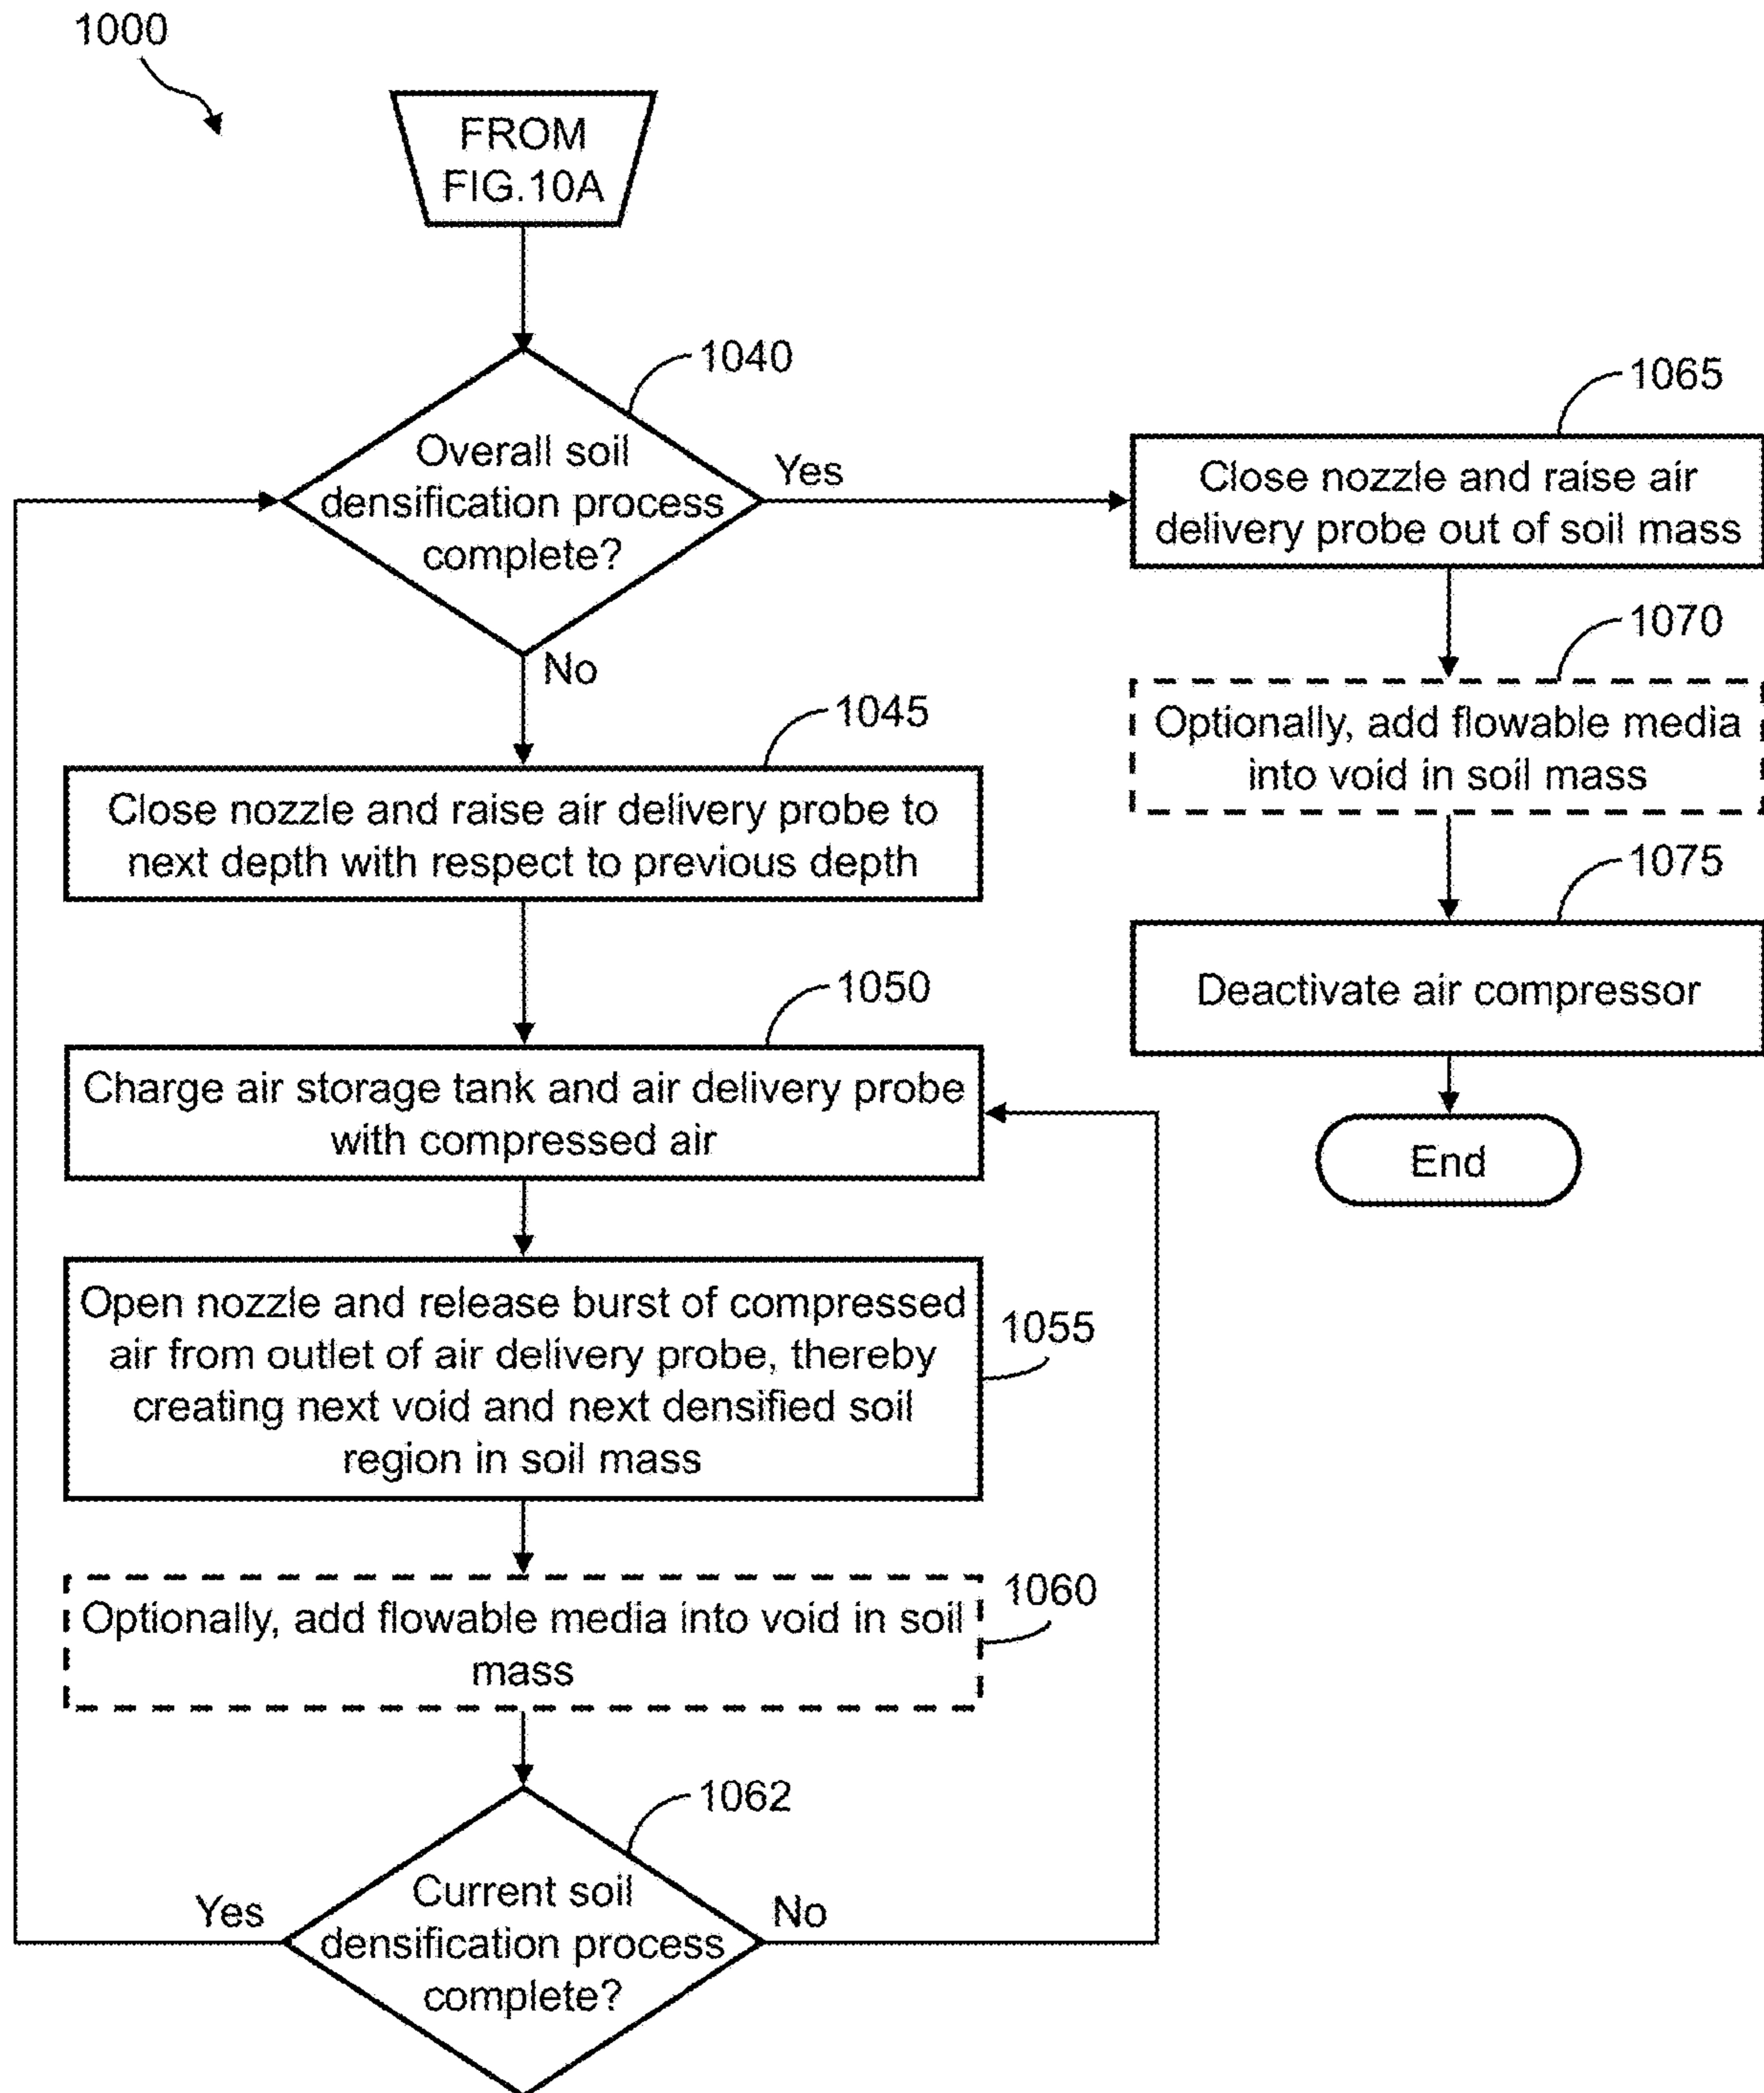 1000
FROM
FIG.10A
1040
Overall soil
densification process
complete?
Yes
No
1045
Close nozzle and raise air delivery probe to
next depth with respect to previous depth
1050
Charge air storage tank and air delivery probe
with compressed air
1055
Open nozzle and release burst of compressed
air from outlet of air delivery probe, thereby
creating next void and next densified soil
region in soil mass
1060
Optionally, add flowable media into void in soil
mass
1062
Current soil
densification process
complete?
Yes
No
1065
Close nozzle and raise air
delivery probe out of soil mass
1070
Optionally, add flowable media
into void in soil mass
1075
Deactivate air compressor
End